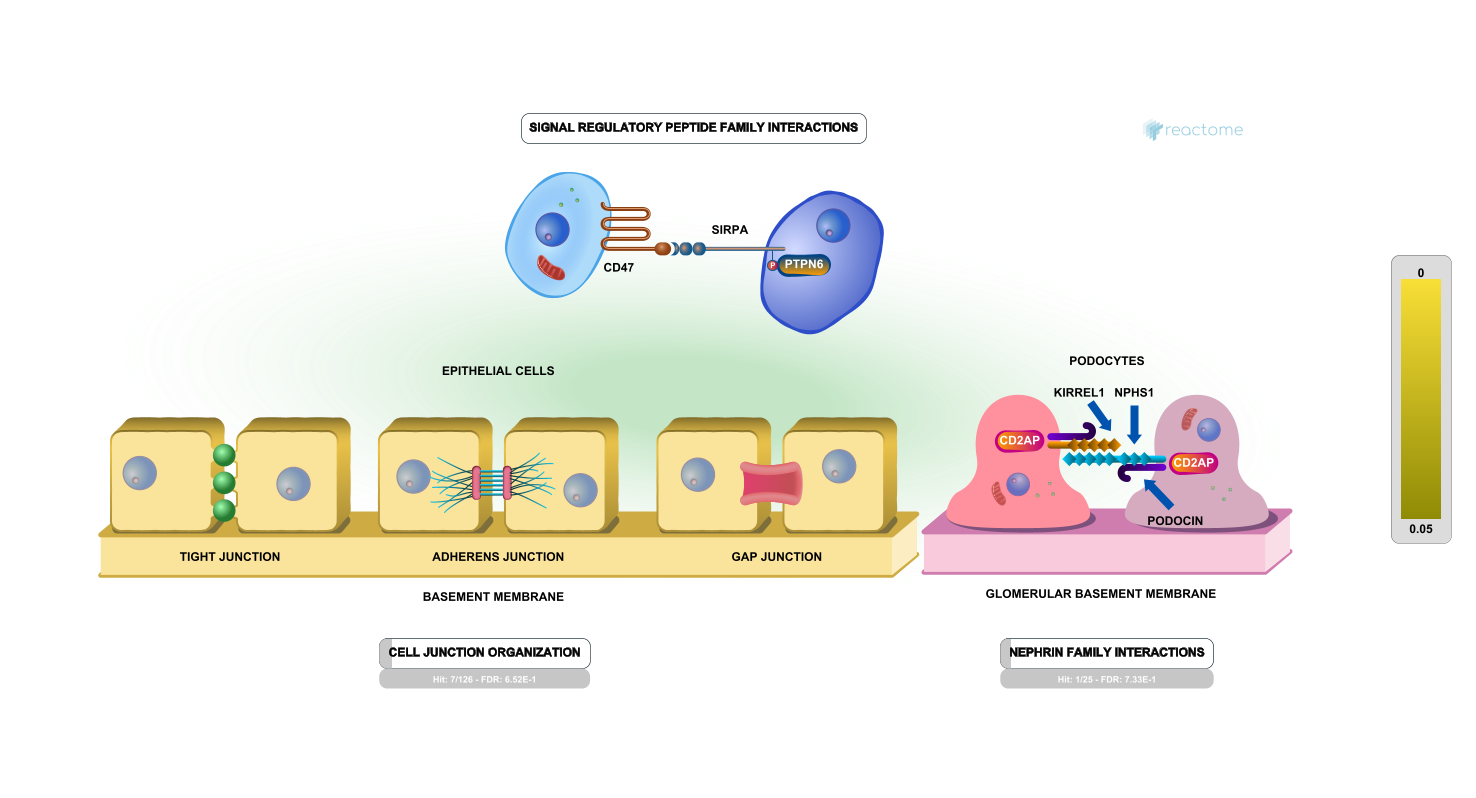 SIGNAL REGULATORY PEPTIDE FAMILY INTERACTIONS
reactome
SIRPA
CD47
P
PTPN6
0
0.05
EPITHELIAL CELLS
PODOCYTES
KIRREL1
NPHS1
CD2AP
CD2AP
PODOCIN
TIGHT JUNCTION
ADHERENS JUNCTION
GAP JUNCTION
BASEMENT MEMBRANE
GLOMERULAR BASEMENT MEMBRANE
CELL JUNCTION ORGANIZATION
Hit: 7/126 - FDR: 6.52E-1
NEPHRIN FAMILY INTERACTIONS
Hit: 1/25 - FDR: 7.33E-1